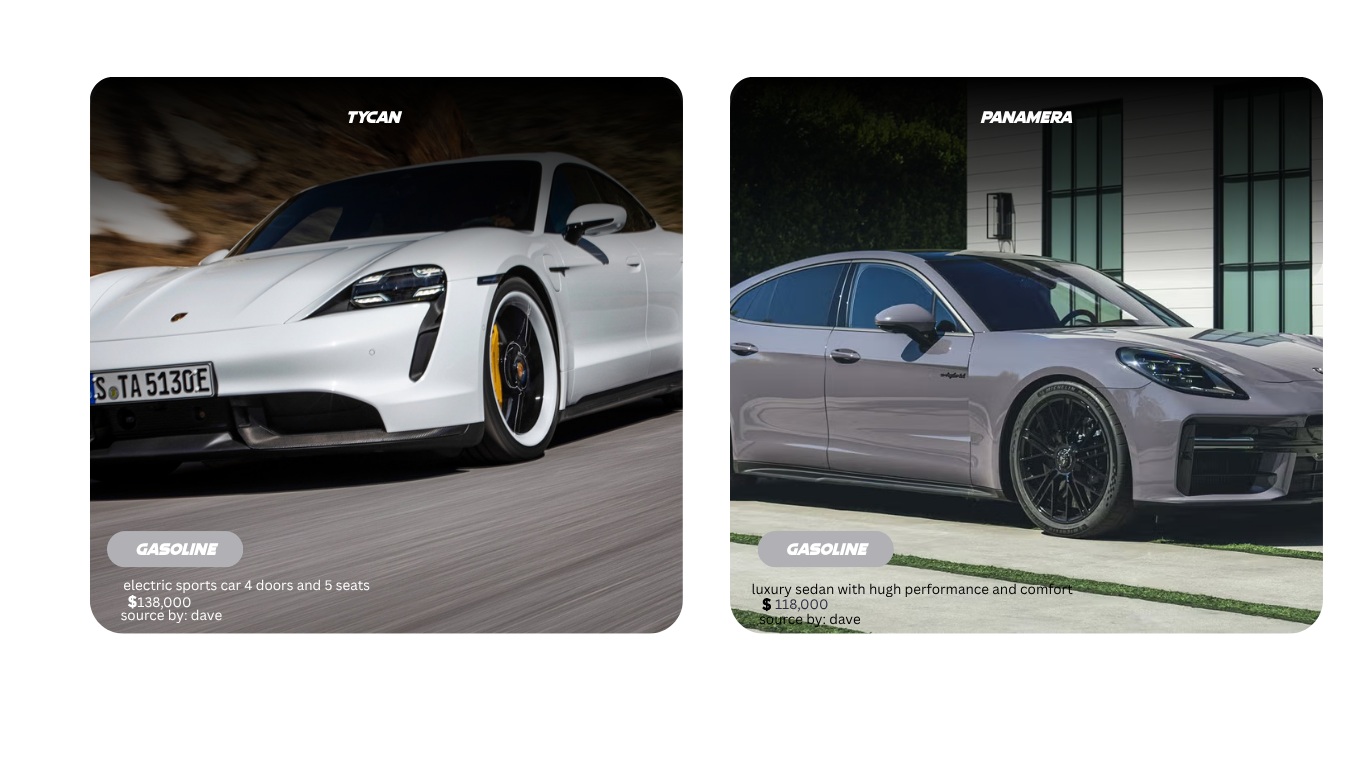 TYCAN
S TA 5130E
GASOLINE
electric sports car 4 doors and 5 seats
$138,000
source by: dave
PANAMERA
e-hybrid
GASOLINE
luxury sedan with hugh performance and comfort
$ 118,000
source by: dave